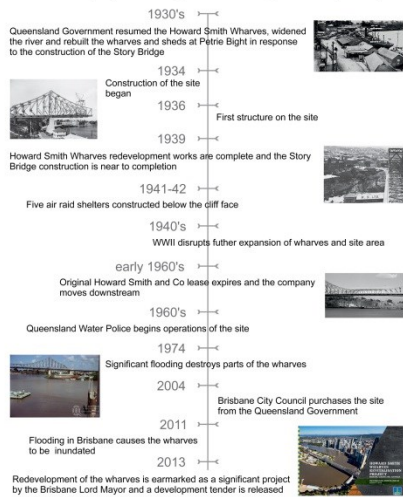 1930's
Queensland Government resumed the Howard Smith Wharves, widened
the river and rebuilt the wharves and sheds at Petrie Bight in response
to the construction of the Story Bridge
1934
Construction of the site
began
1936
First structure on the site
1939
Howard Smith Wharves redevelopment works are complete and the Story
Bridge construction is near to completion
1941-42
Five air raid shelters constructed below the cliff face
1940's
WWII disrupts futher expansion of wharves and site area
early 1960's
Original Howard Smith and Co lease expires and the company
moves downstream
1960's
Queensland Water Police begins operations of the site
1974
Significant flooding destroys parts of the wharves
2004
Brisbane City Council purchases the site
from the Queensland Government
2011
Flooding in Brisbane causes the wharves
to be inundated
2013
HOWARD SMITH
WHARVES
REVITALISATION
PROJECT
Redevelopment of the wharves is earmarked as a significant project
by the Brisbane Lord Mayor and a development tender is released